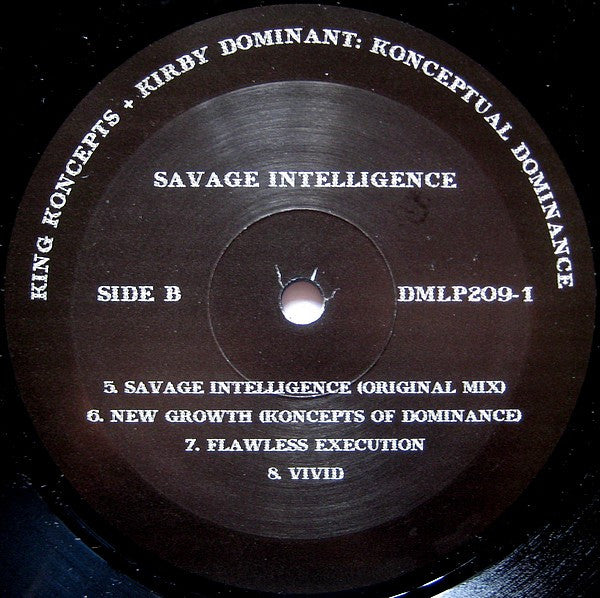 KING KONCEPTS + KIRBY DOMINANT: KONCEPTUAL DOMINANCE
SAVAGE INTELLIGENCE
SIDE B
DMLP209-1
5. SAVAGE INTELLIGENCE (ORIGINAL MIX)
6. NEW GROWTH (KONCEPTS OF DOMINANCE)
7. FLAWLESS EXECUTION
8. VIVID